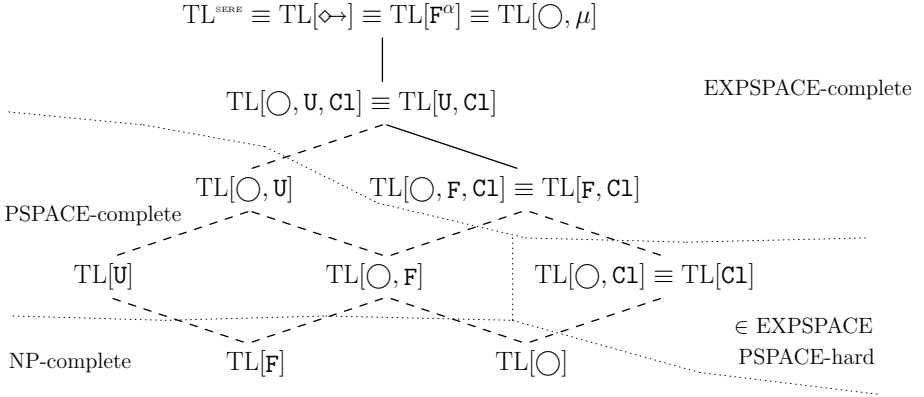 TL^SERE ≡ TL[◇→] ≡ TL[F^α] ≡ TL[◯, μ]
EXPSPACE-complete
TL[◯, U, Cl] ≡ TL[U, Cl]
TL[◯, U]
TL[◯, F, Cl] ≡ TL[F, Cl]
PSPACE-complete
TL[U]
TL[◯, F]
TL[◯, Cl] ≡ TL[Cl]
∈ EXPSPACE
PSPACE-hard
NP-complete
TL[F]
TL[◯]